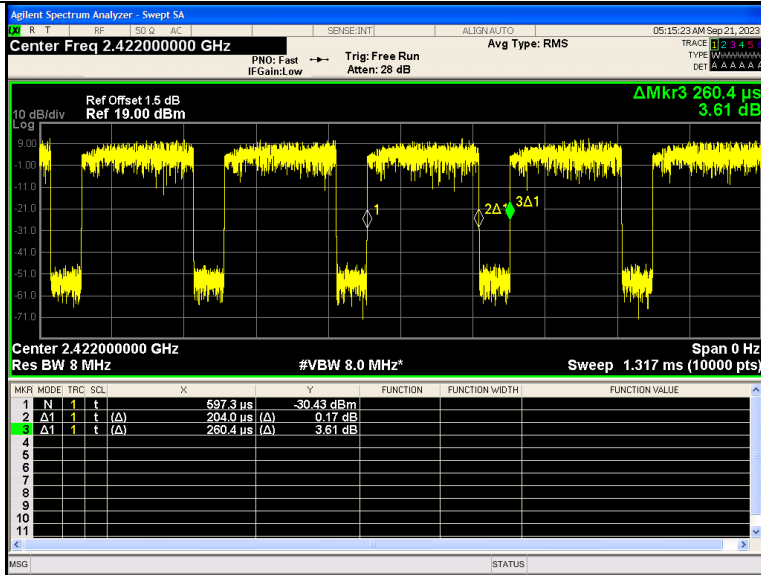 Agilent Spectrum Analyzer - Swept SA
LXI R T RF 50 Ω AC SENSE:INT ALIGN AUTO 05:15:23 AM Sep 21, 2023
Center Freq 2.422000000 GHz
Avg Type: RMS
TRACE 1 2 3 4 5 6
PNO: Fast Trig: Free Run
TYPE
IFGain:Low Atten: 28 dB
DET A A A A A
ΔMkr3 260.4 µs
3.61 dB
Ref Offset 1.5 dB
10 dB/div Ref 19.00 dBm
Log
9.00
-1.00
-11.0
-21.0
-31.0
-41.0
-51.0
-61.0
-71.0
1
2Δ1
3Δ1
Center 2.422000000 GHz Span 0 Hz
Res BW 8 MHz #VBW 8.0 MHz* Sweep 1.317 ms (10000 pts)
MKR MODE TRC SCL X Y FUNCTION FUNCTION WIDTH FUNCTION VALUE
1 N 1 t 597.3 µs -30.43 dBm
2 Δ1 1 t (Δ) 204.0 µs (Δ) 0.17 dB
3 Δ1 1 t (Δ) 260.4 µs (Δ) 3.61 dB
4
5
6
7
8
9
10
11
MSG STATUS